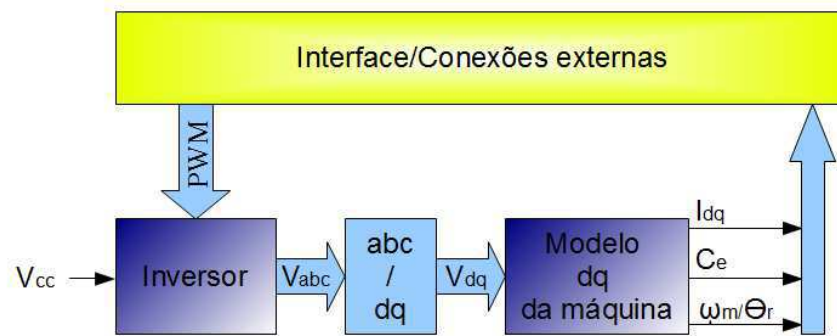 Interface/Conexões externas
PWM
Vcc
Inversor
Vabc
abc
/
dq
Vdq
Modelo
dq
da máquina
Idq
Ce
ωm/Θr